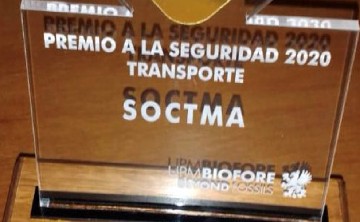 PREMIO A LA SEGURIDAD 2020
TRANSPORTE
SOCTMA
UPM BIOFORE
BEYOND FOSSILS